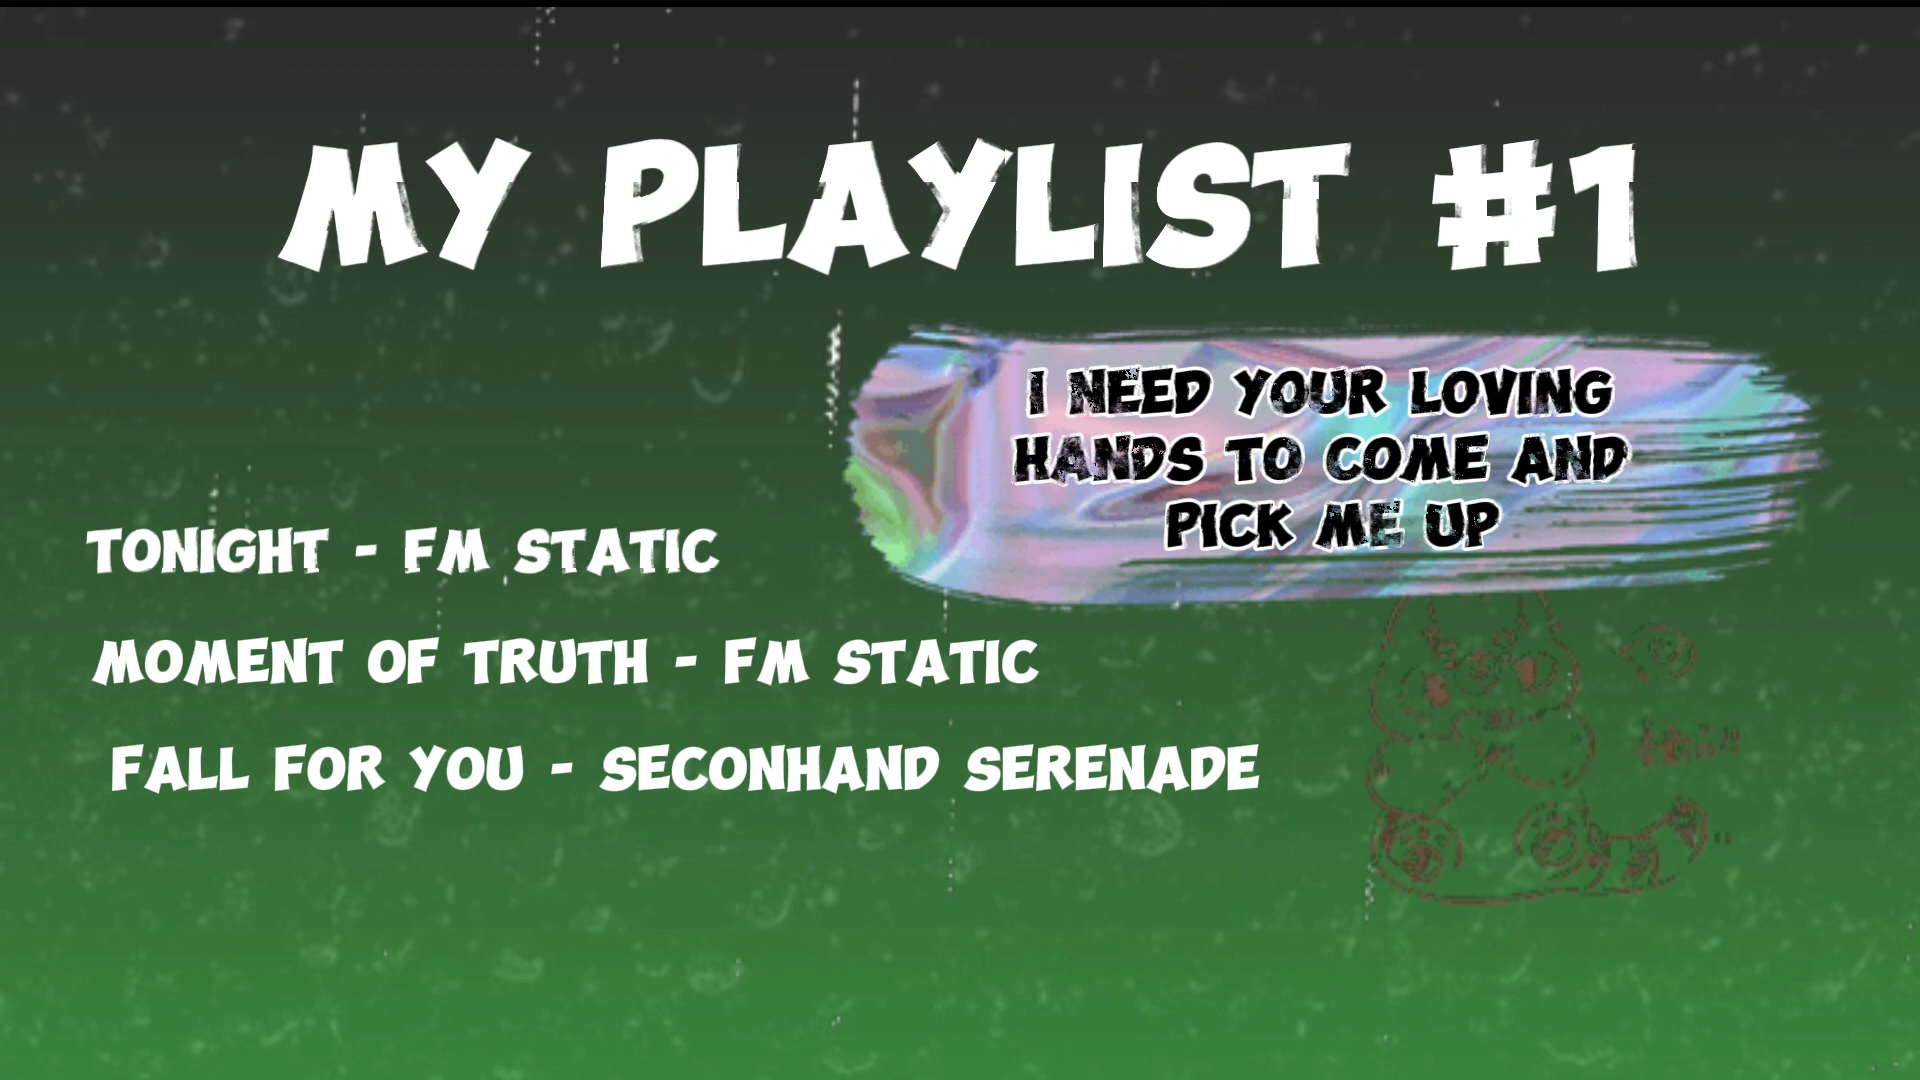 MY PLAYLIST #1
I NEED YOUR LOVING
HANDS TO COME AND
PICK ME UP
TONIGHT - FM STATIC
MOMENT OF TRUTH - FM STATIC
FALL FOR YOU - SECONHAND SERENADE